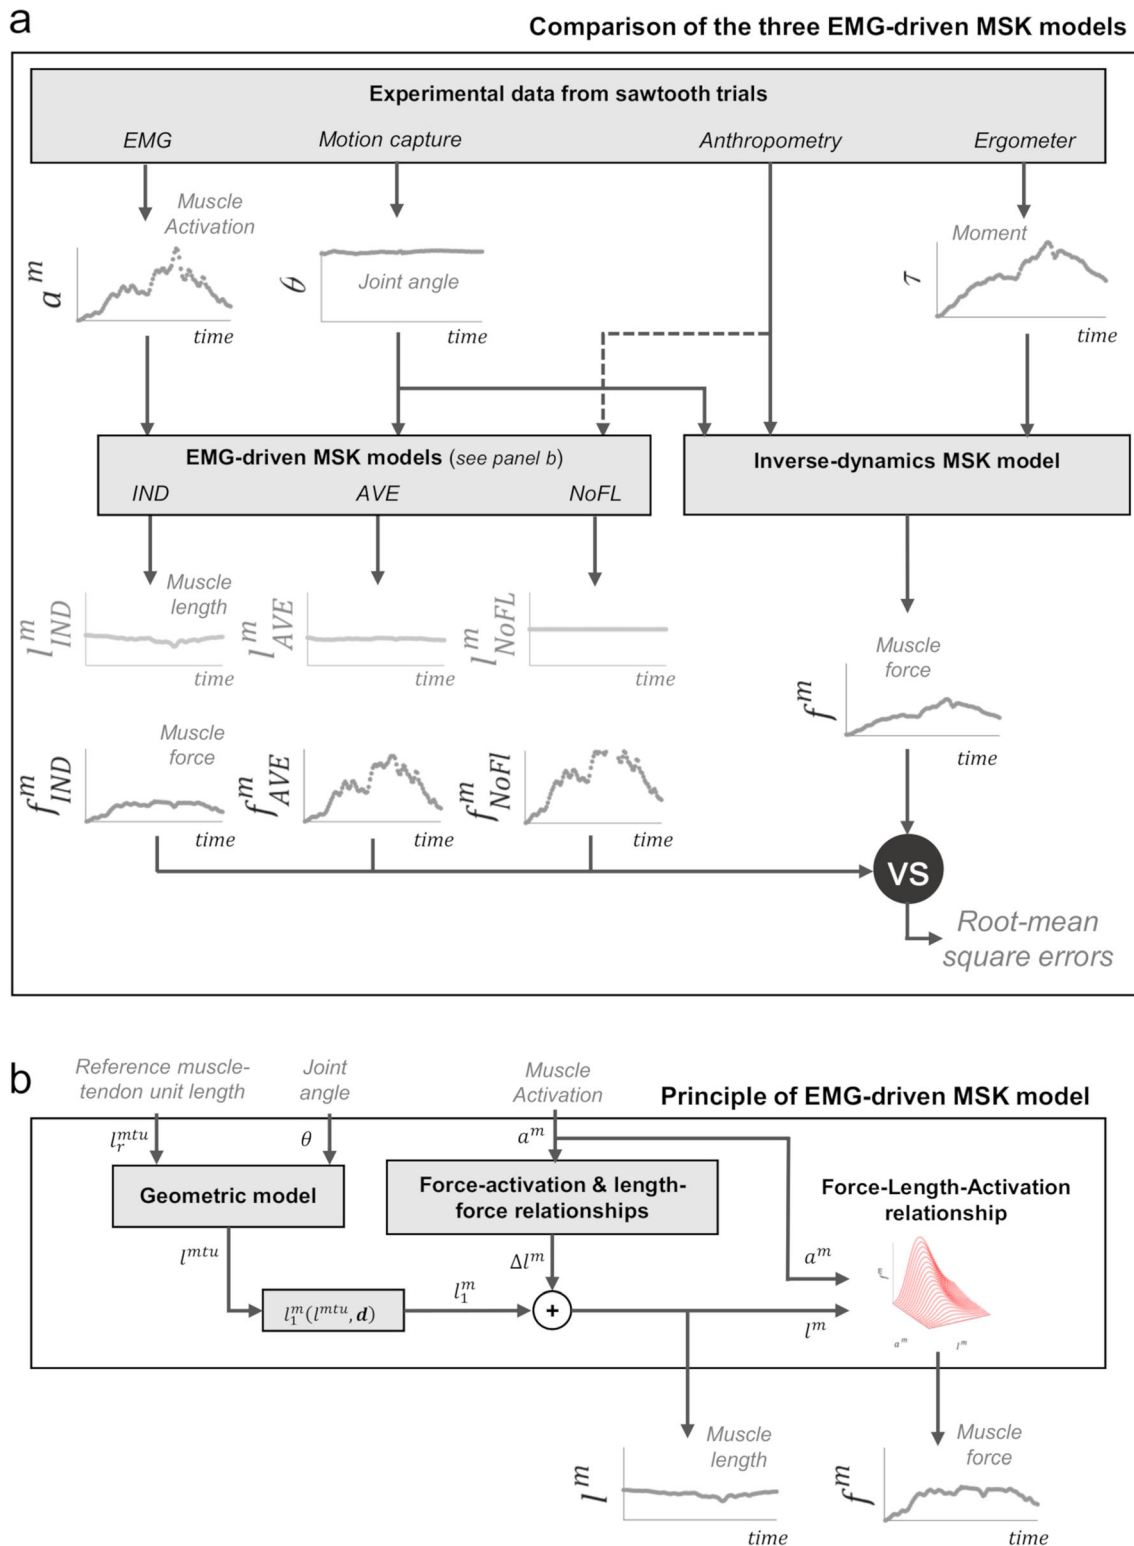 a
Comparison of the three EMG-driven MSK models
Experimental data from sawtooth trials
EMG Motion capture Anthropometry Ergometer
Muscle
Activation
a^m
time
θ
Joint angle
time
Moment
τ
time
EMG-driven MSK models (see panel b)
IND AVE NoFL
Inverse-dynamics MSK model
Muscle
length
l^m_IND
time
l^m_AVE
time
l^m_NoFL
time
Muscle
force
f^m
time
Muscle
force
f^m_IND
time
f^m_AVE
time
f^m_NoFl
time
VS
Root-mean
square errors
b
Principle of EMG-driven MSK model
Reference muscle-
tendon unit length
Joint
angle
Muscle
Activation
l^mtu_r
θ
a^m
Geometric model
Force-activation & length-
force relationships
Force-Length-Activation
relationship
l^mtu
Δl^m
a^m
l^m_1(l^mtu, d)
l^m_1
+
l^m
f^m
a^m
l^m
Muscle
length
l^m
time
Muscle
force
f^m
time